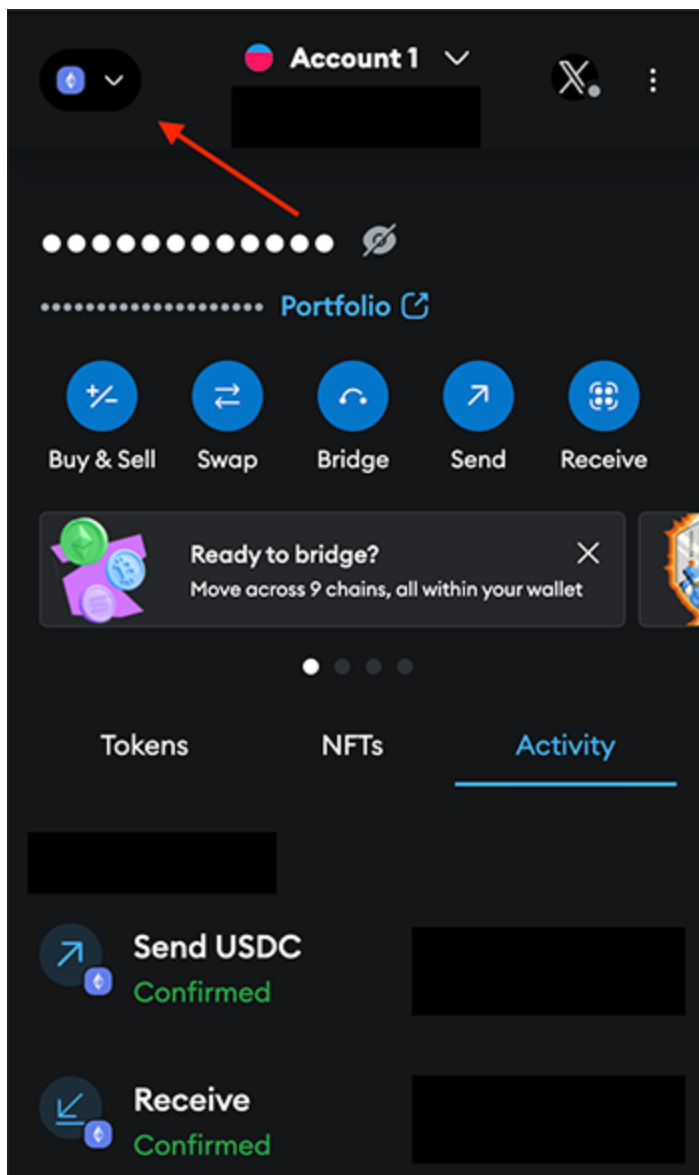 Account 1
Portfolio
Buy & Sell Swap Bridge Send Receive
Ready to bridge?
Move across 9 chains, all within your wallet
Tokens NFTs Activity
Send USDC
Confirmed
Receive
Confirmed